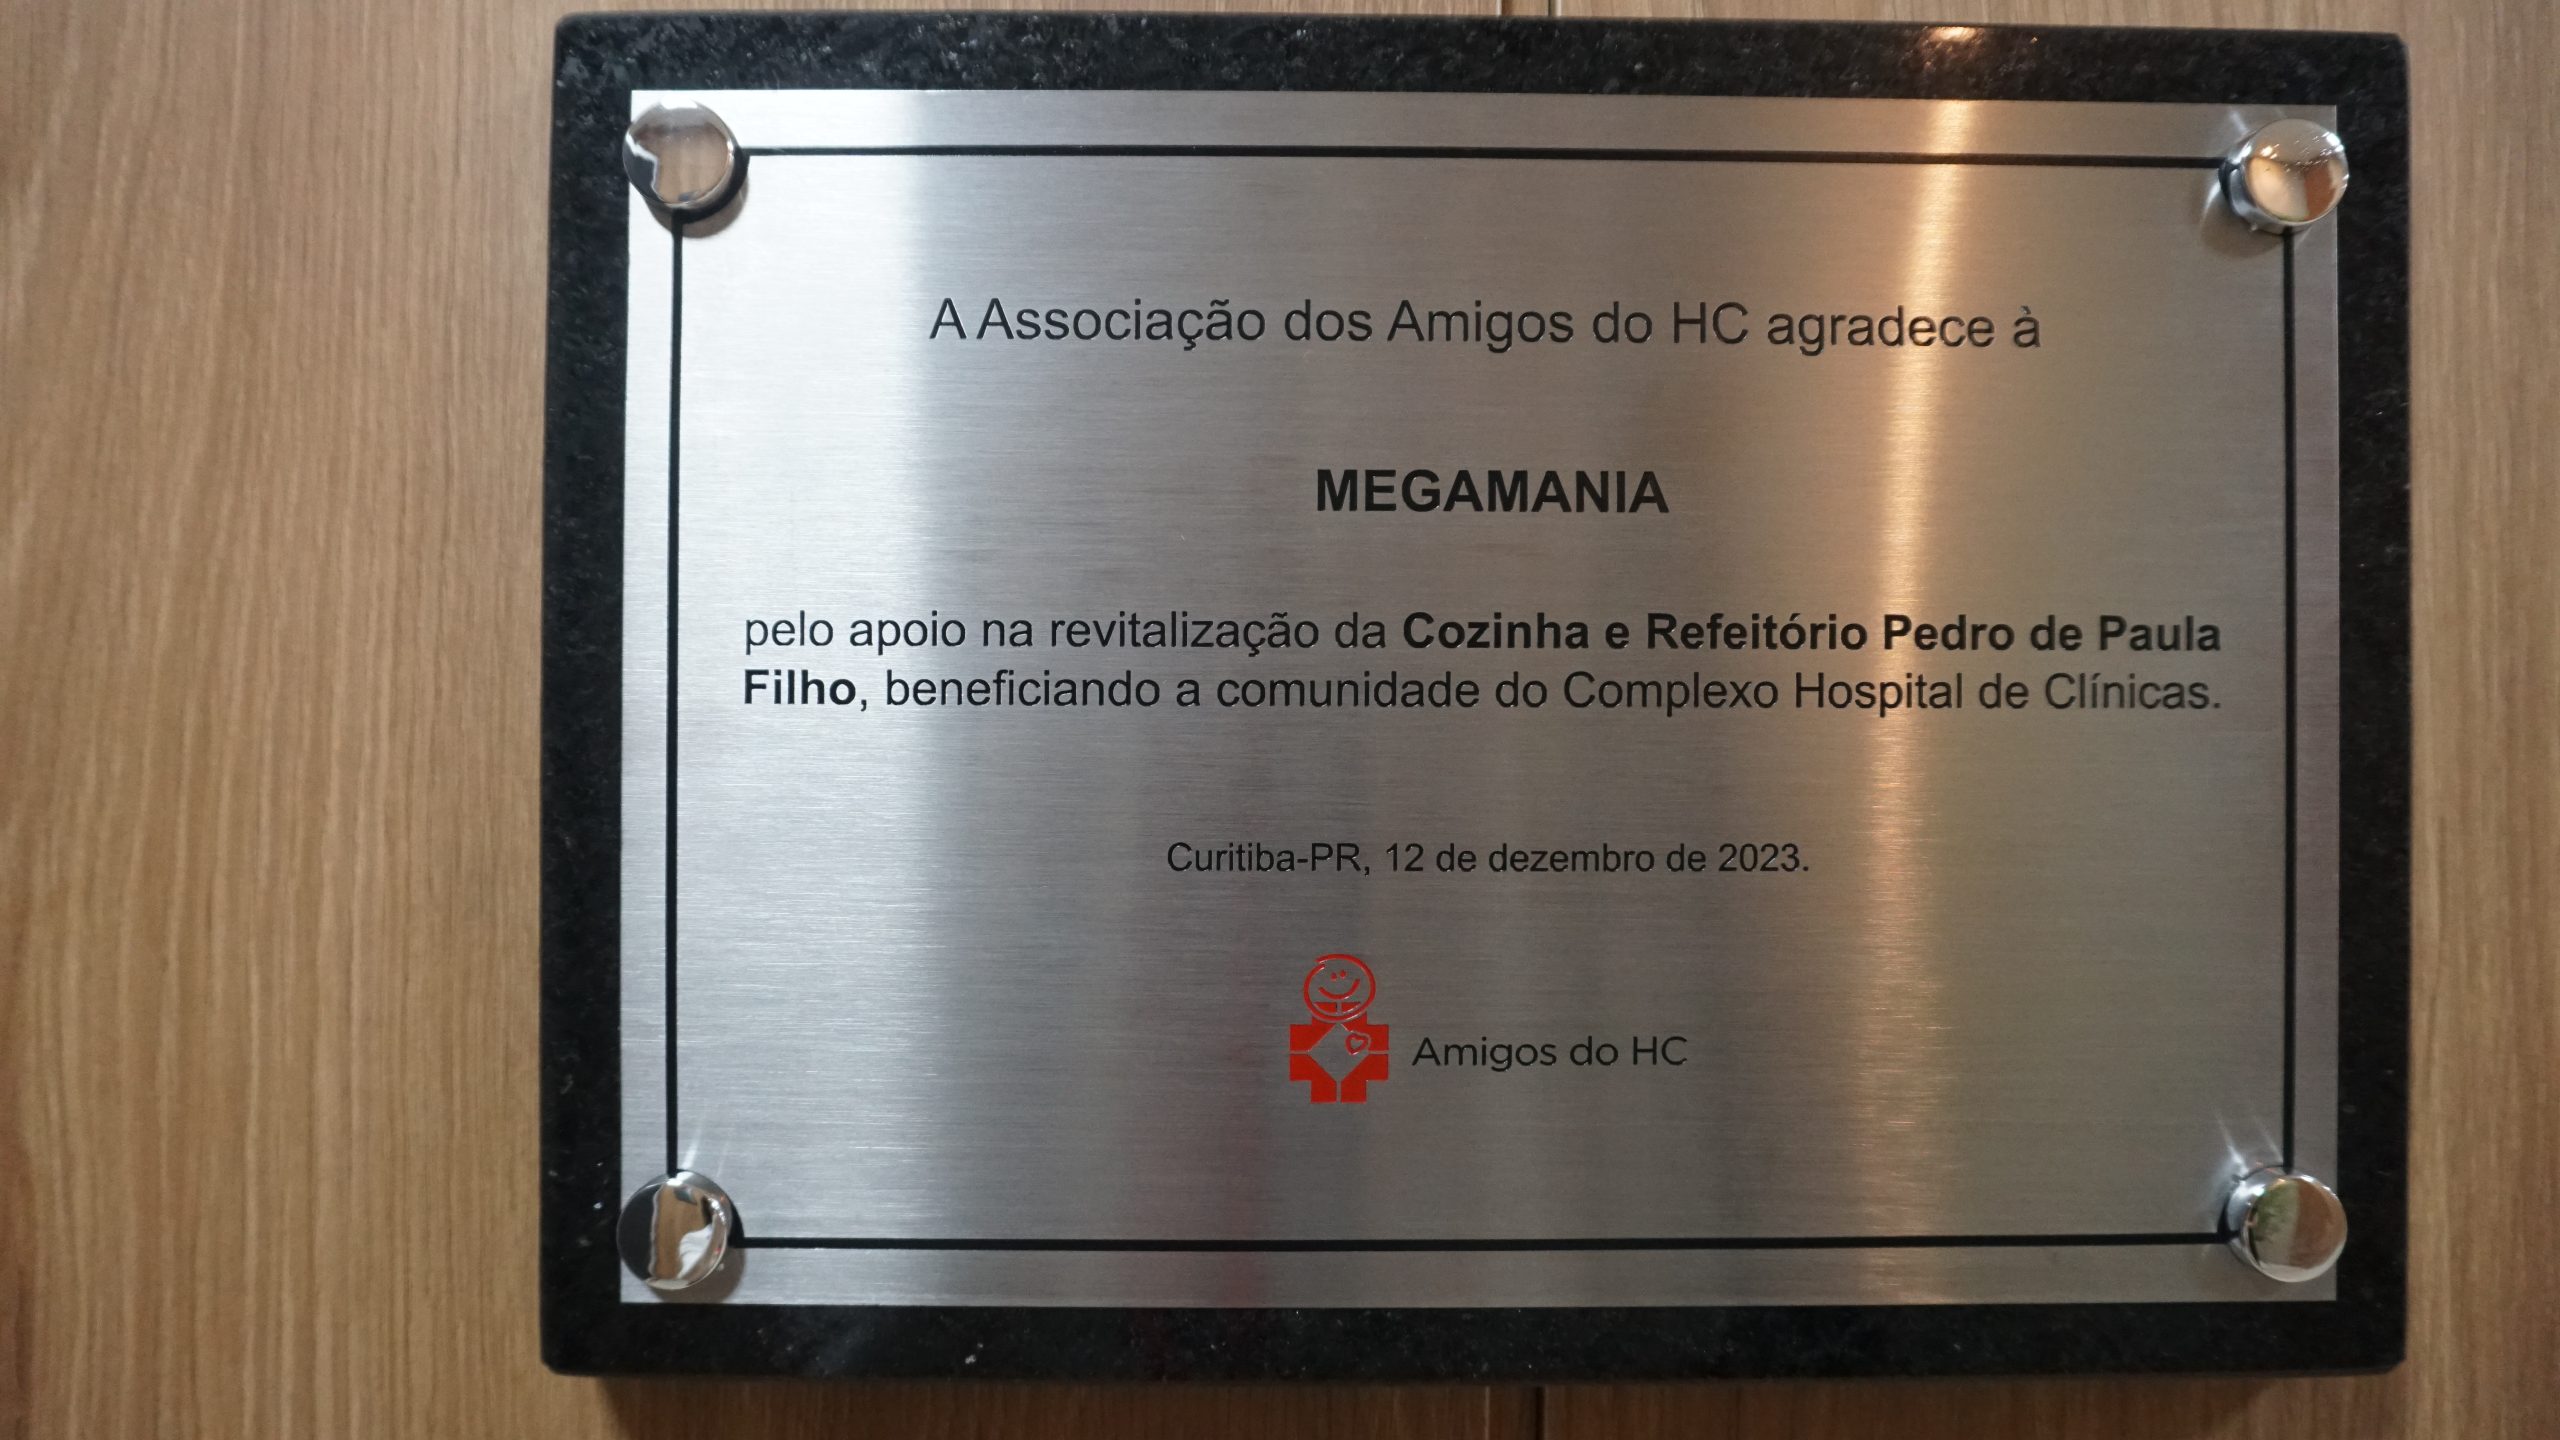 A Associação dos Amigos do HC agradece à
MEGAMANIA
pelo apoio na revitalização da Cozinha e Refeitório Pedro de Paula
Filho, beneficiando a comunidade do Complexo Hospital de Clínicas.
Curitiba-PR, 12 de dezembro de 2023.
Amigos do HC